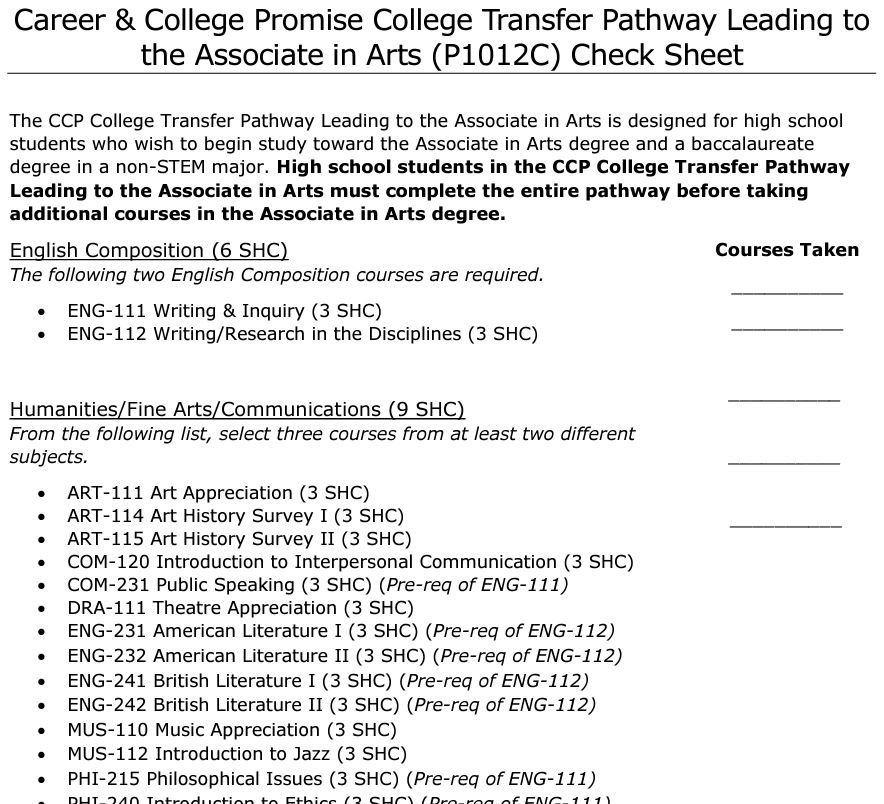 Career & College Promise College Transfer Pathway Leading to
the Associate in Arts (P1012C) Check Sheet
The CCP College Transfer Pathway Leading to the Associate in Arts is designed for high school
students who wish to begin study toward the Associate in Arts degree and a baccalaureate
degree in a non-STEM major. High school students in the CCP College Transfer Pathway
Leading to the Associate in Arts must complete the entire pathway before taking
additional courses in the Associate in Arts degree.
English Composition (6 SHC)
Courses Taken
The following two English Composition courses are required.
• ENG-111 Writing & Inquiry (3 SHC)
• ENG-112 Writing/Research in the Disciplines (3 SHC)
Humanities/Fine Arts/Communications (9 SHC)
From the following list, select three courses from at least two different
subjects.
• ART-111 Art Appreciation (3 SHC)
• ART-114 Art History Survey I (3 SHC)
• ART-115 Art History Survey II (3 SHC)
• COM-120 Introduction to Interpersonal Communication (3 SHC)
• COM-231 Public Speaking (3 SHC) (Pre-req of ENG-111)
• DRA-111 Theatre Appreciation (3 SHC)
• ENG-231 American Literature I (3 SHC) (Pre-req of ENG-112)
• ENG-232 American Literature II (3 SHC) (Pre-req of ENG-112)
• ENG-241 British Literature I (3 SHC) (Pre-req of ENG-112)
• ENG-242 British Literature II (3 SHC) (Pre-req of ENG-112)
• MUS-110 Music Appreciation (3 SHC)
• MUS-112 Introduction to Jazz (3 SHC)
• PHI-215 Philosophical Issues (3 SHC) (Pre-req of ENG-111)
• PHI-240 Introduction to Ethics (3 SHC) (Pre-req of ENG-111)